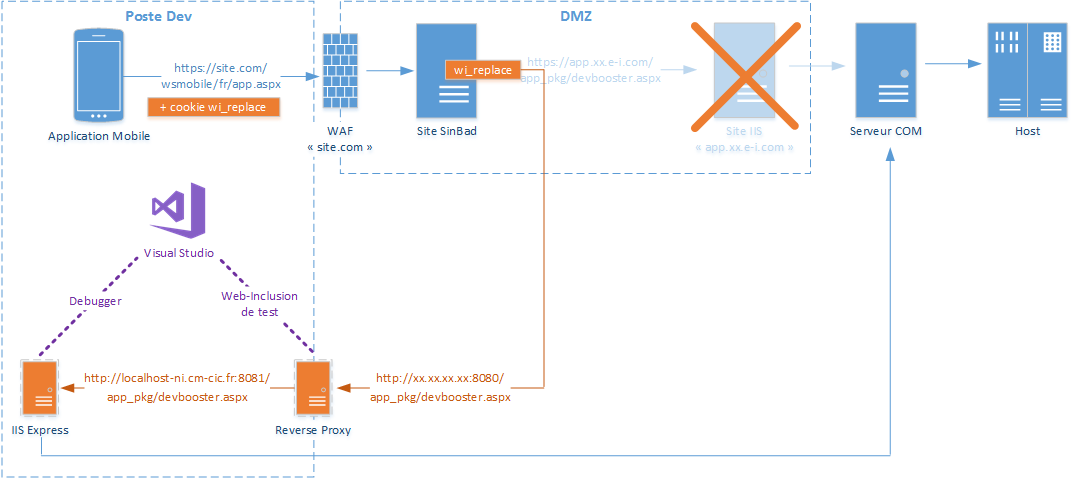 Poste Dev
DMZ
https://site.com/
wsmobile/fr/app.aspx
+ cookie wi_replace
Application Mobile
WAF
« site.com »
wi_replace
Site SinBad
https://app.xx.e-i.com/
app_pkg/devbooster.aspx
Site IIS
« app.xx.e-i.com »
Serveur COM
Host
Visual Studio
Debugger
Web-Inclusion
de test
http://localhost-ni.cm-cic.fr:8081/
app_pkg/devbooster.aspx
http://xx.xx.xx.xx:8080/
app_pkg/devbooster.aspx
IIS Express
Reverse Proxy